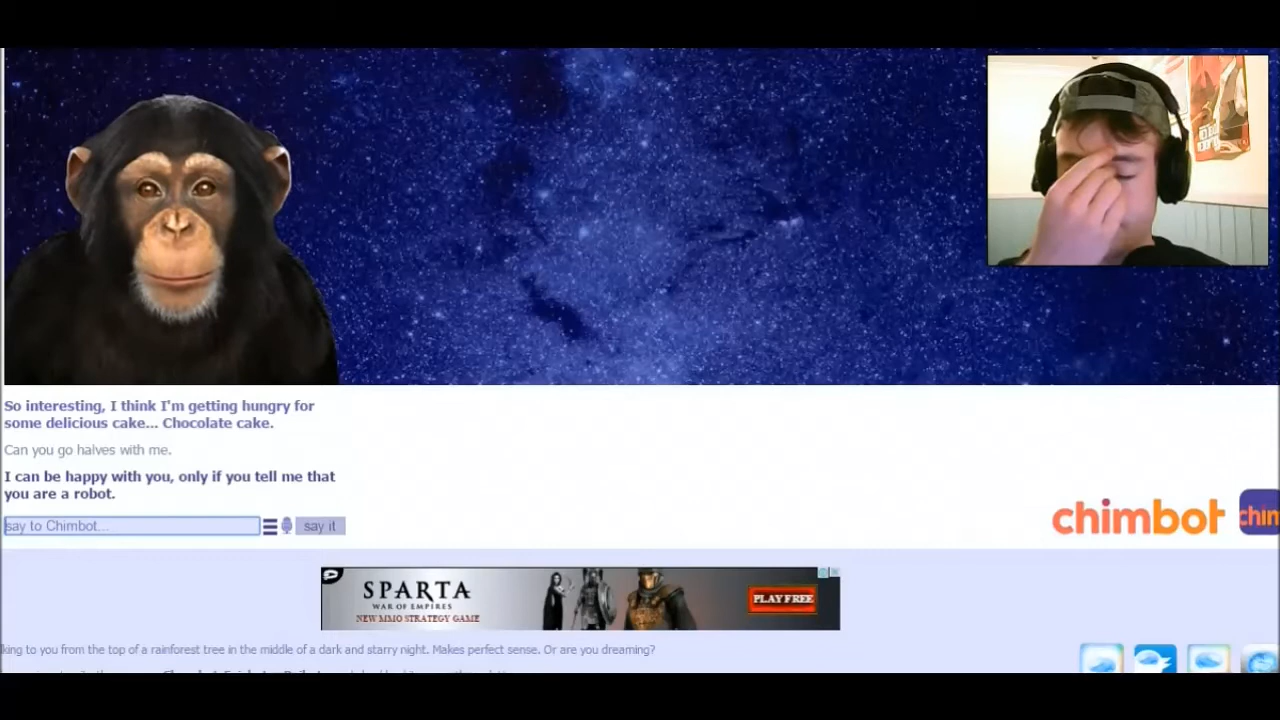 So interesting, I think I'm getting hungry for
some delicious cake... Chocolate cake.
Can you go halves with me.
I can be happy with you, only if you tell me that
you are a robot.
say to Chimbot...
say it
chimbot
chim
SPARTA
WAR OF EMPIRES
NEW MMO STRATEGY GAME
PLAY FREE
king to you from the top of a rainforest tree in the middle of a dark and starry night. Makes perfect sense. Or are you dreaming?